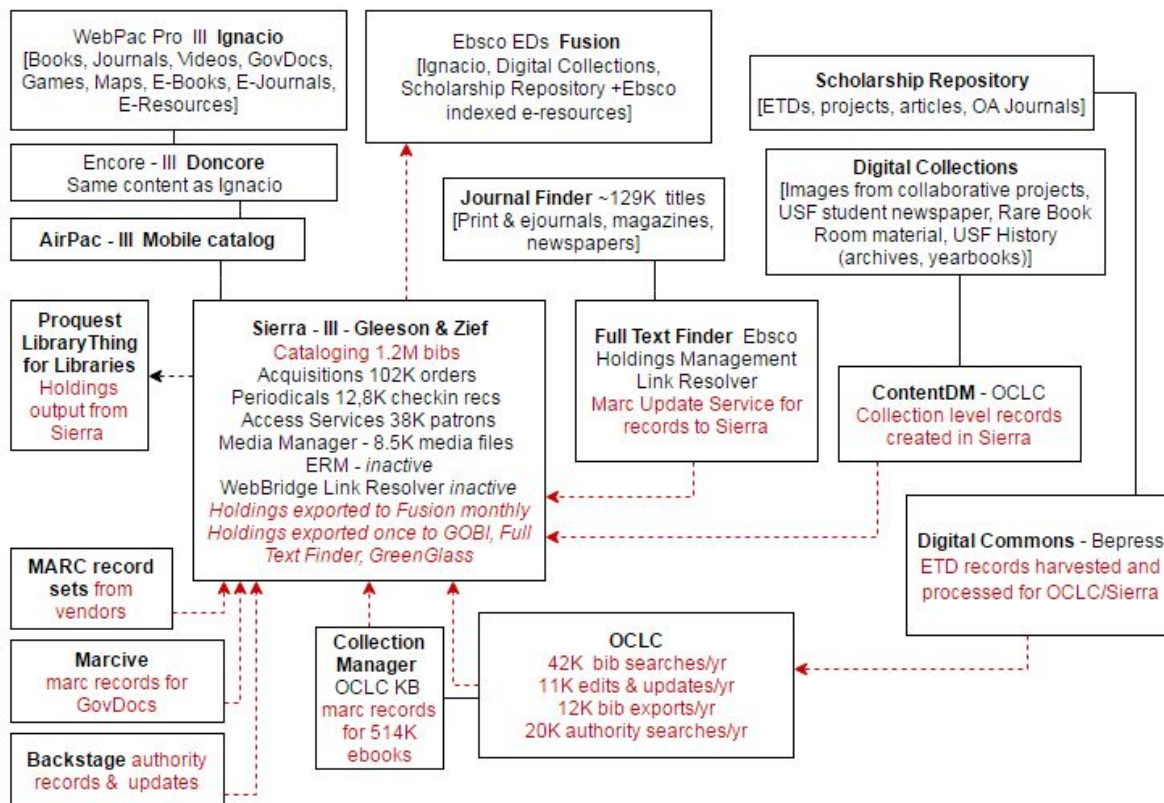 WebPac Pro III Ignacio
[Books, Journals, Videos, GovDocs,
Games, Maps, E-Books, E-Journals,
E-Resources]
Ebsco EDs Fusion
[Ignacio, Digital Collections,
Scholarship Repository +Ebsco
indexed e-resources]
Scholarship Repository
[ETDs, projects, articles, OA Journals]
Encore - III Doncore
Same content as Ignacio
Digital Collections
[Images from collaborative projects,
USF student newspaper, Rare Book
Room material, USF History
(archives, yearbooks)]
Journal Finder ~129K titles
[Print & ejournals, magazines,
newspapers]
AirPac - III Mobile catalog
Proquest
LibraryThing
for Libraries
Holdings
output from
Sierra
Sierra - III - Gleeson & Zief
Cataloging 1.2M bibs
Acquisitions 102K orders
Periodicals 12,8K checkin recs
Access Services 38K patrons
Media Manager - 8.5K media files
ERM - inactive
WebBridge Link Resolver inactive
Holdings exported to Fusion monthly
Holdings exported once to GOBI, Full
Text Finder, GreenGlass
Full Text Finder Ebsco
Holdings Management
Link Resolver
Marc Update Service for
records to Sierra
ContentDM - OCLC
Collection level records
created in Sierra
Digital Commons - Bepress
ETD records harvested and
processed for OCLC/Sierra
MARC record
sets from
vendors
Marcive
marc records for
GovDocs
Backstage authority
records & updates
Collection
Manager
OCLC KB
marc records
for 514K
ebooks
OCLC
42K bib searches/yr
11K edits & updates/yr
12K bib exports/yr
20K authority searches/yr